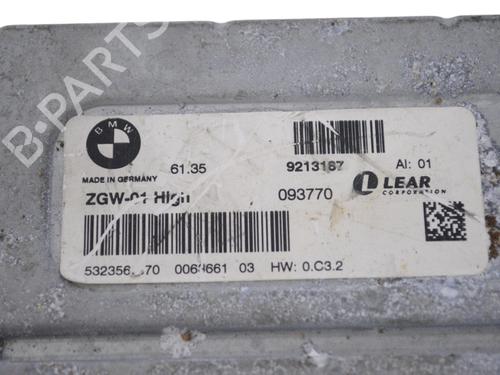 B-PARTS
BMW
61.35 9213167 AI: 01
MADE IN GERMANY
ZGW-01 High 093770 LEAR
CORPORATION
03 HW: 0.C3.2